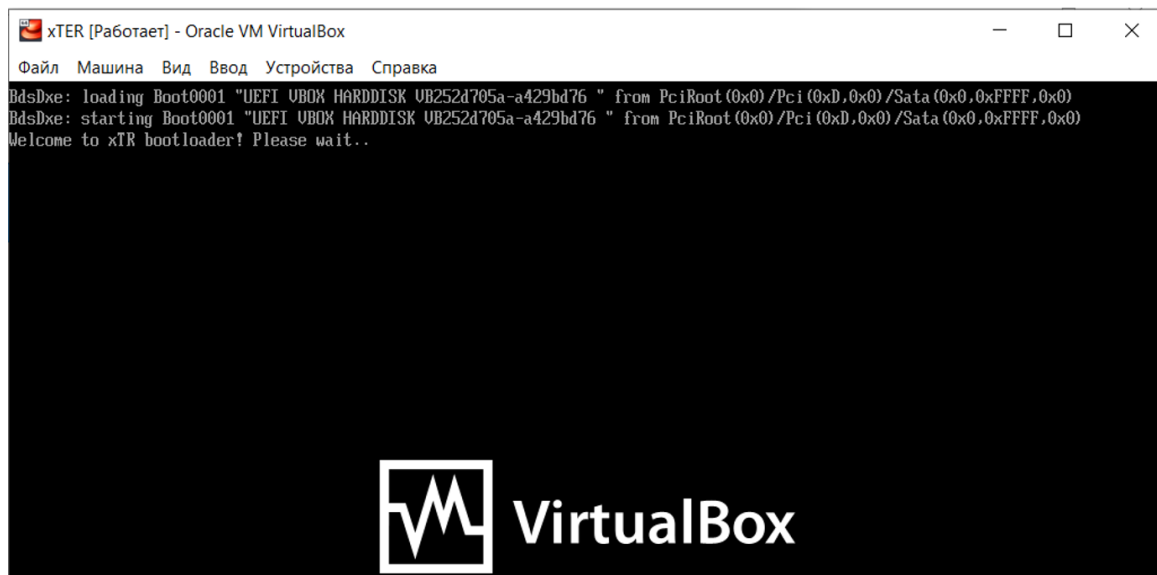 xTER [Работает] - Oracle VM VirtualBox
Файл Машина Вид Ввод Устройства Справка
BdsDxe: loading Boot0001 "UEFI VBOX HARDDISK VB252d705a-a429bd76 " from PciRoot(0x0)/Pci(0xD,0x0)/Sata(0x0,0xFFFF,0x0)
BdsDxe: starting Boot0001 "UEFI VBOX HARDDISK VB252d705a-a429bd76 " from PciRoot(0x0)/Pci(0xD,0x0)/Sata(0x0,0xFFFF,0x0)
Welcome to xTR bootloader! Please wait..
VirtualBox